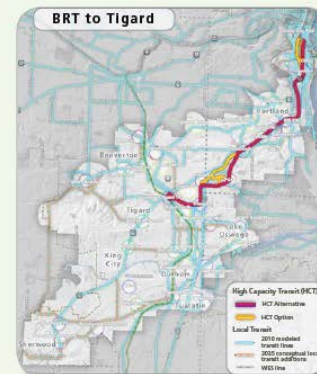 BRT to Tigard
Portland
Beaverton
Tigard
Lake
Oswego
King
City
Durham
Tualatin
Sherwood
High Capacity Transit (HCT)
HCT Alternative
HCT Option
Local Transit
2010 modeled
transit lines
2035 conceptual local
transit additions
WES line